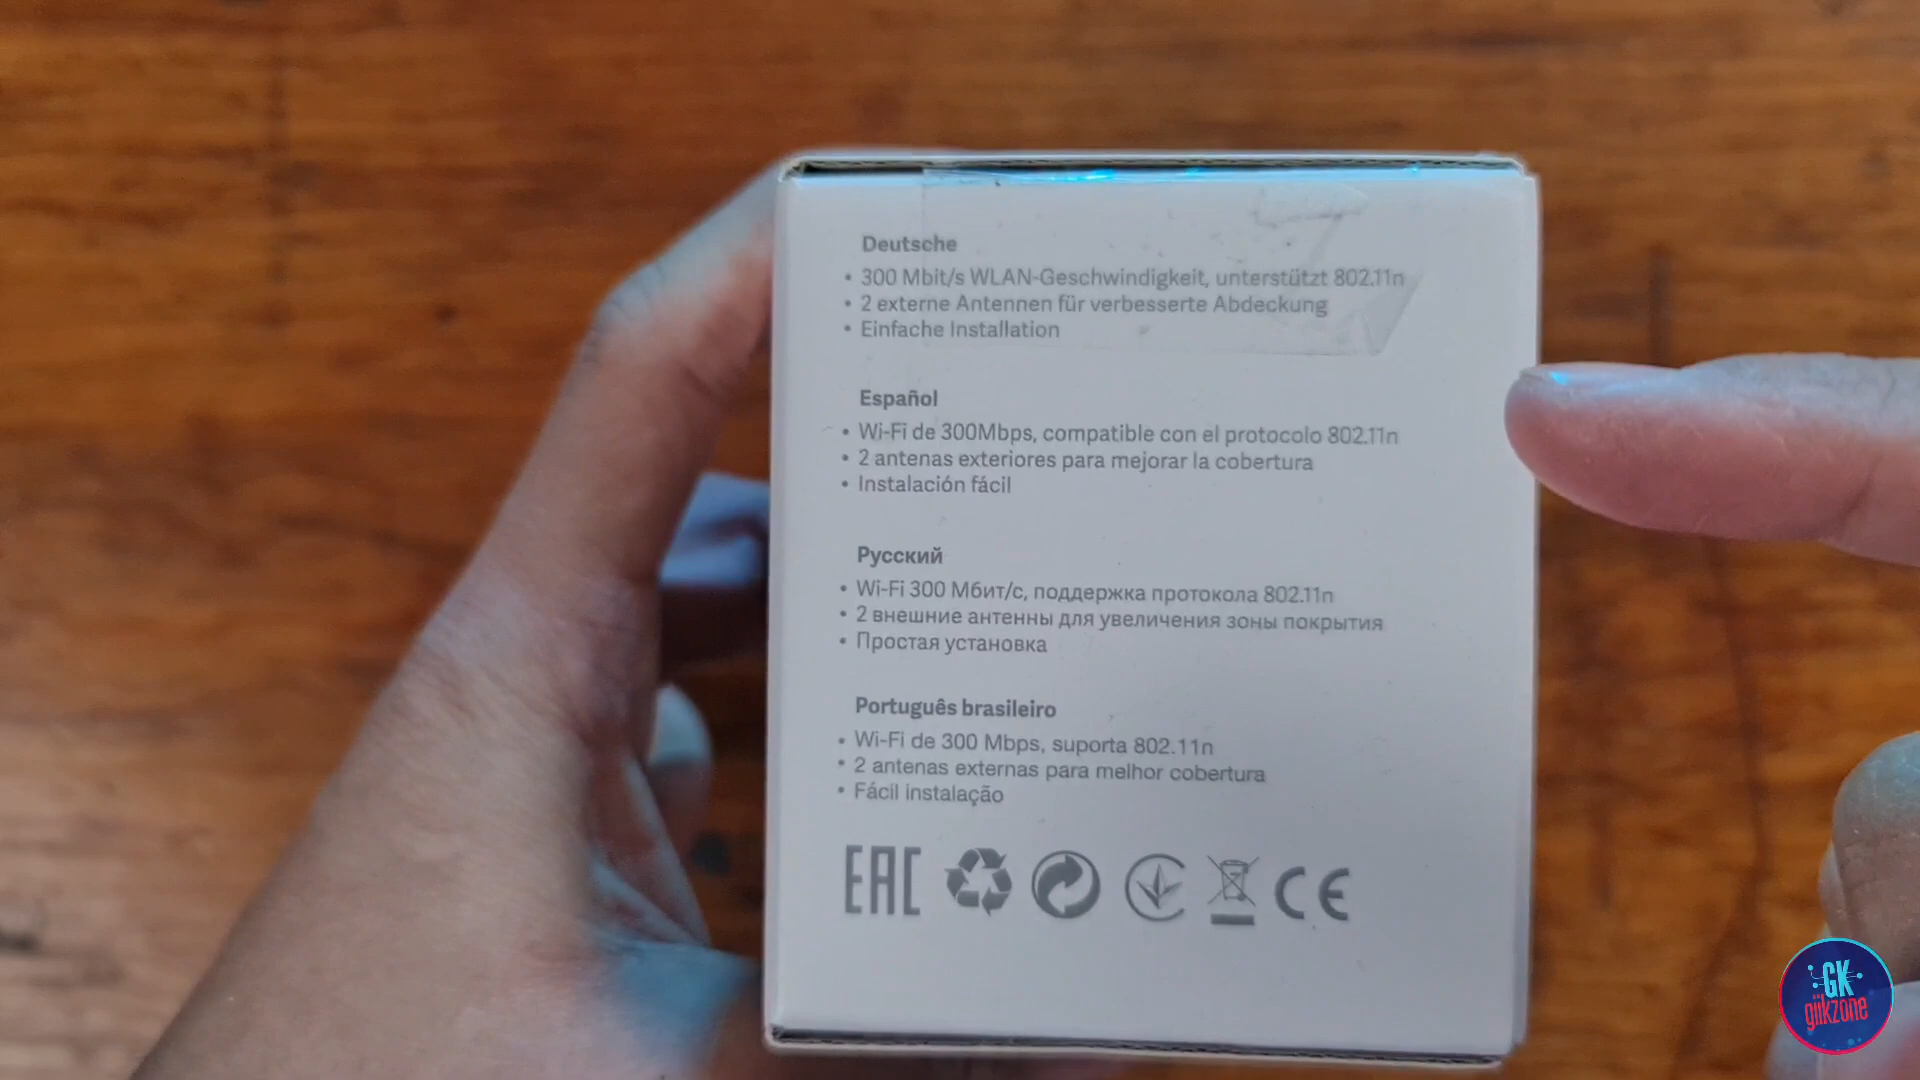 Deutsche
• 300 Mbit/s WLAN-Geschwindigkeit, unterstützt 802.11n
• 2 externe Antennen für verbesserte Abdeckung
• Einfache Installation
Español
• Wi-Fi de 300Mbps, compatible con el protocolo 802.11n
• 2 antenas exteriores para mejorar la cobertura
• Instalación fácil
Русский
• Wi-Fi 300 Мбит/с, поддержка протокола 802.11n
• 2 внешние антенны для увеличения зоны покрытия
• Простая установка
Português brasileiro
• Wi-Fi de 300 Mbps, suporta 802.11n
• 2 antenas externas para melhor cobertura
• Fácil instalação
EAC CE
GK
giikzone